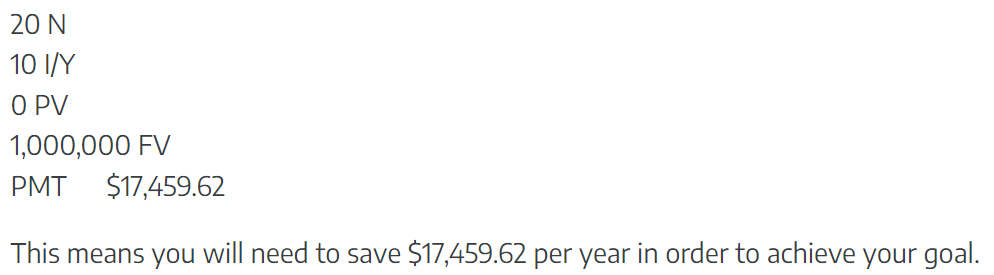 20 N
10 I/Y
0 PV
1,000,000 FV
PMT $17,459.62
This means you will need to save $17,459.62 per year in order to achieve your goal.